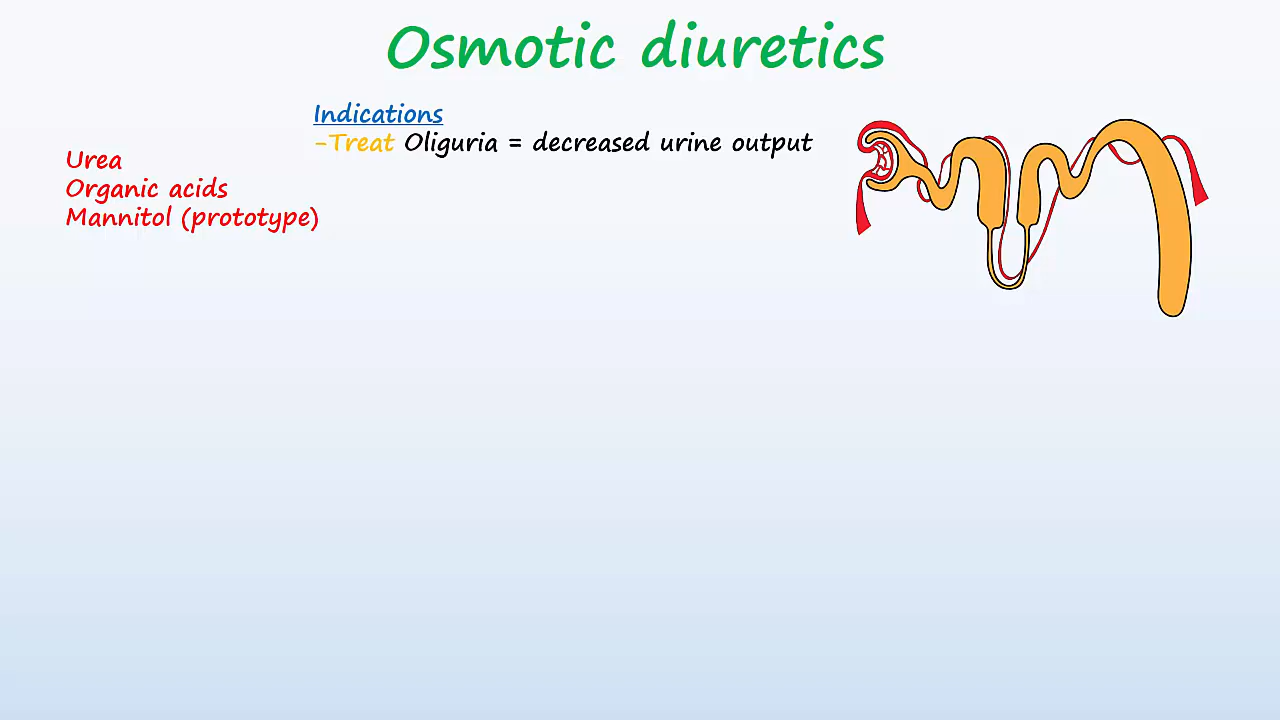 Osmotic diuretics
Indications
-Treat Oliguria = decreased urine output
Urea
Organic acids
Mannitol (prototype)